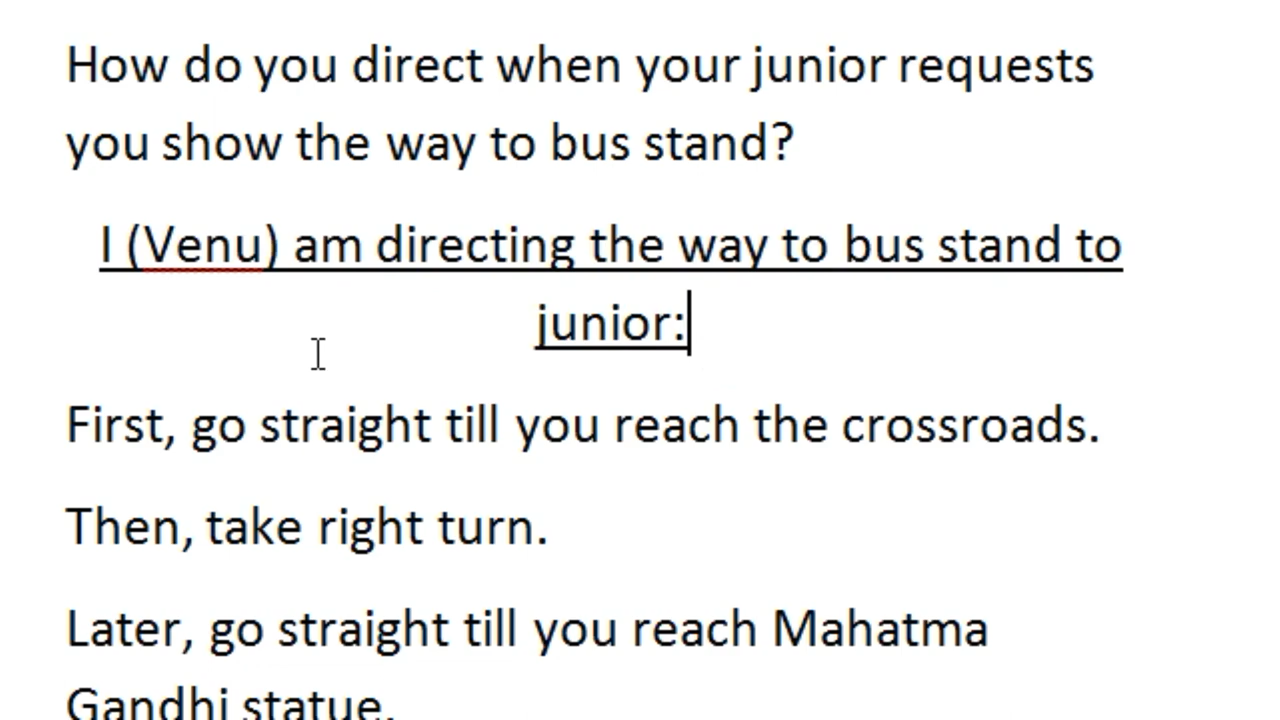 How do you direct when your junior requests
you show the way to bus stand?
I (Venu) am directing the way to bus stand to
junior:
First, go straight till you reach the crossroads.
Then, take right turn.
Later, go straight till you reach Mahatma
Gandhi statue.